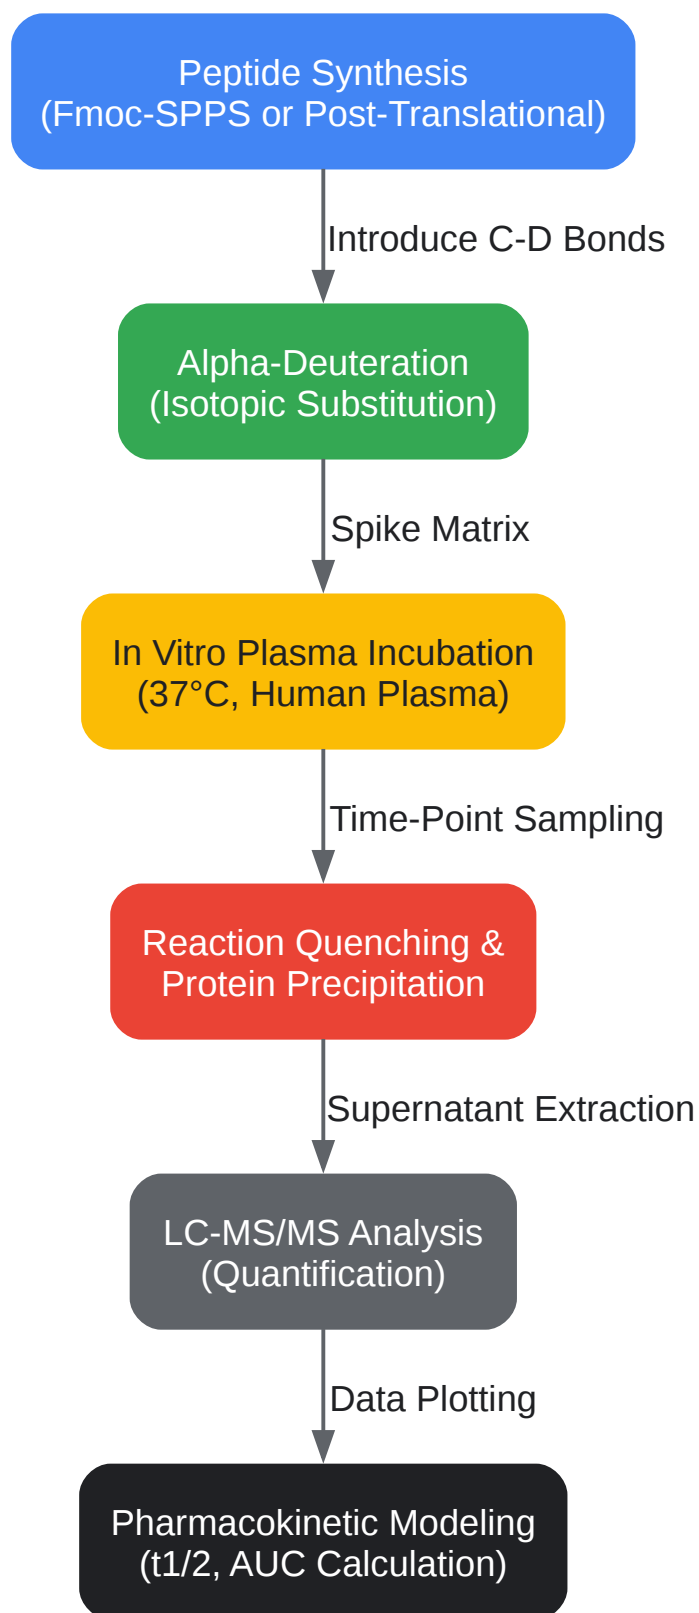 Peptide Synthesis
(Fmoc-SPPS or Post-Translational)
Introduce C-D Bonds
Alpha-Deuteration
(Isotopic Substitution)
Spike Matrix
In Vitro Plasma Incubation
(37°C, Human Plasma)
Time-Point Sampling
Reaction Quenching &
Protein Precipitation
Supernatant Extraction
LC-MS/MS Analysis
(Quantification)
Data Plotting
Pharmacokinetic Modeling
(t1/2, AUC Calculation)